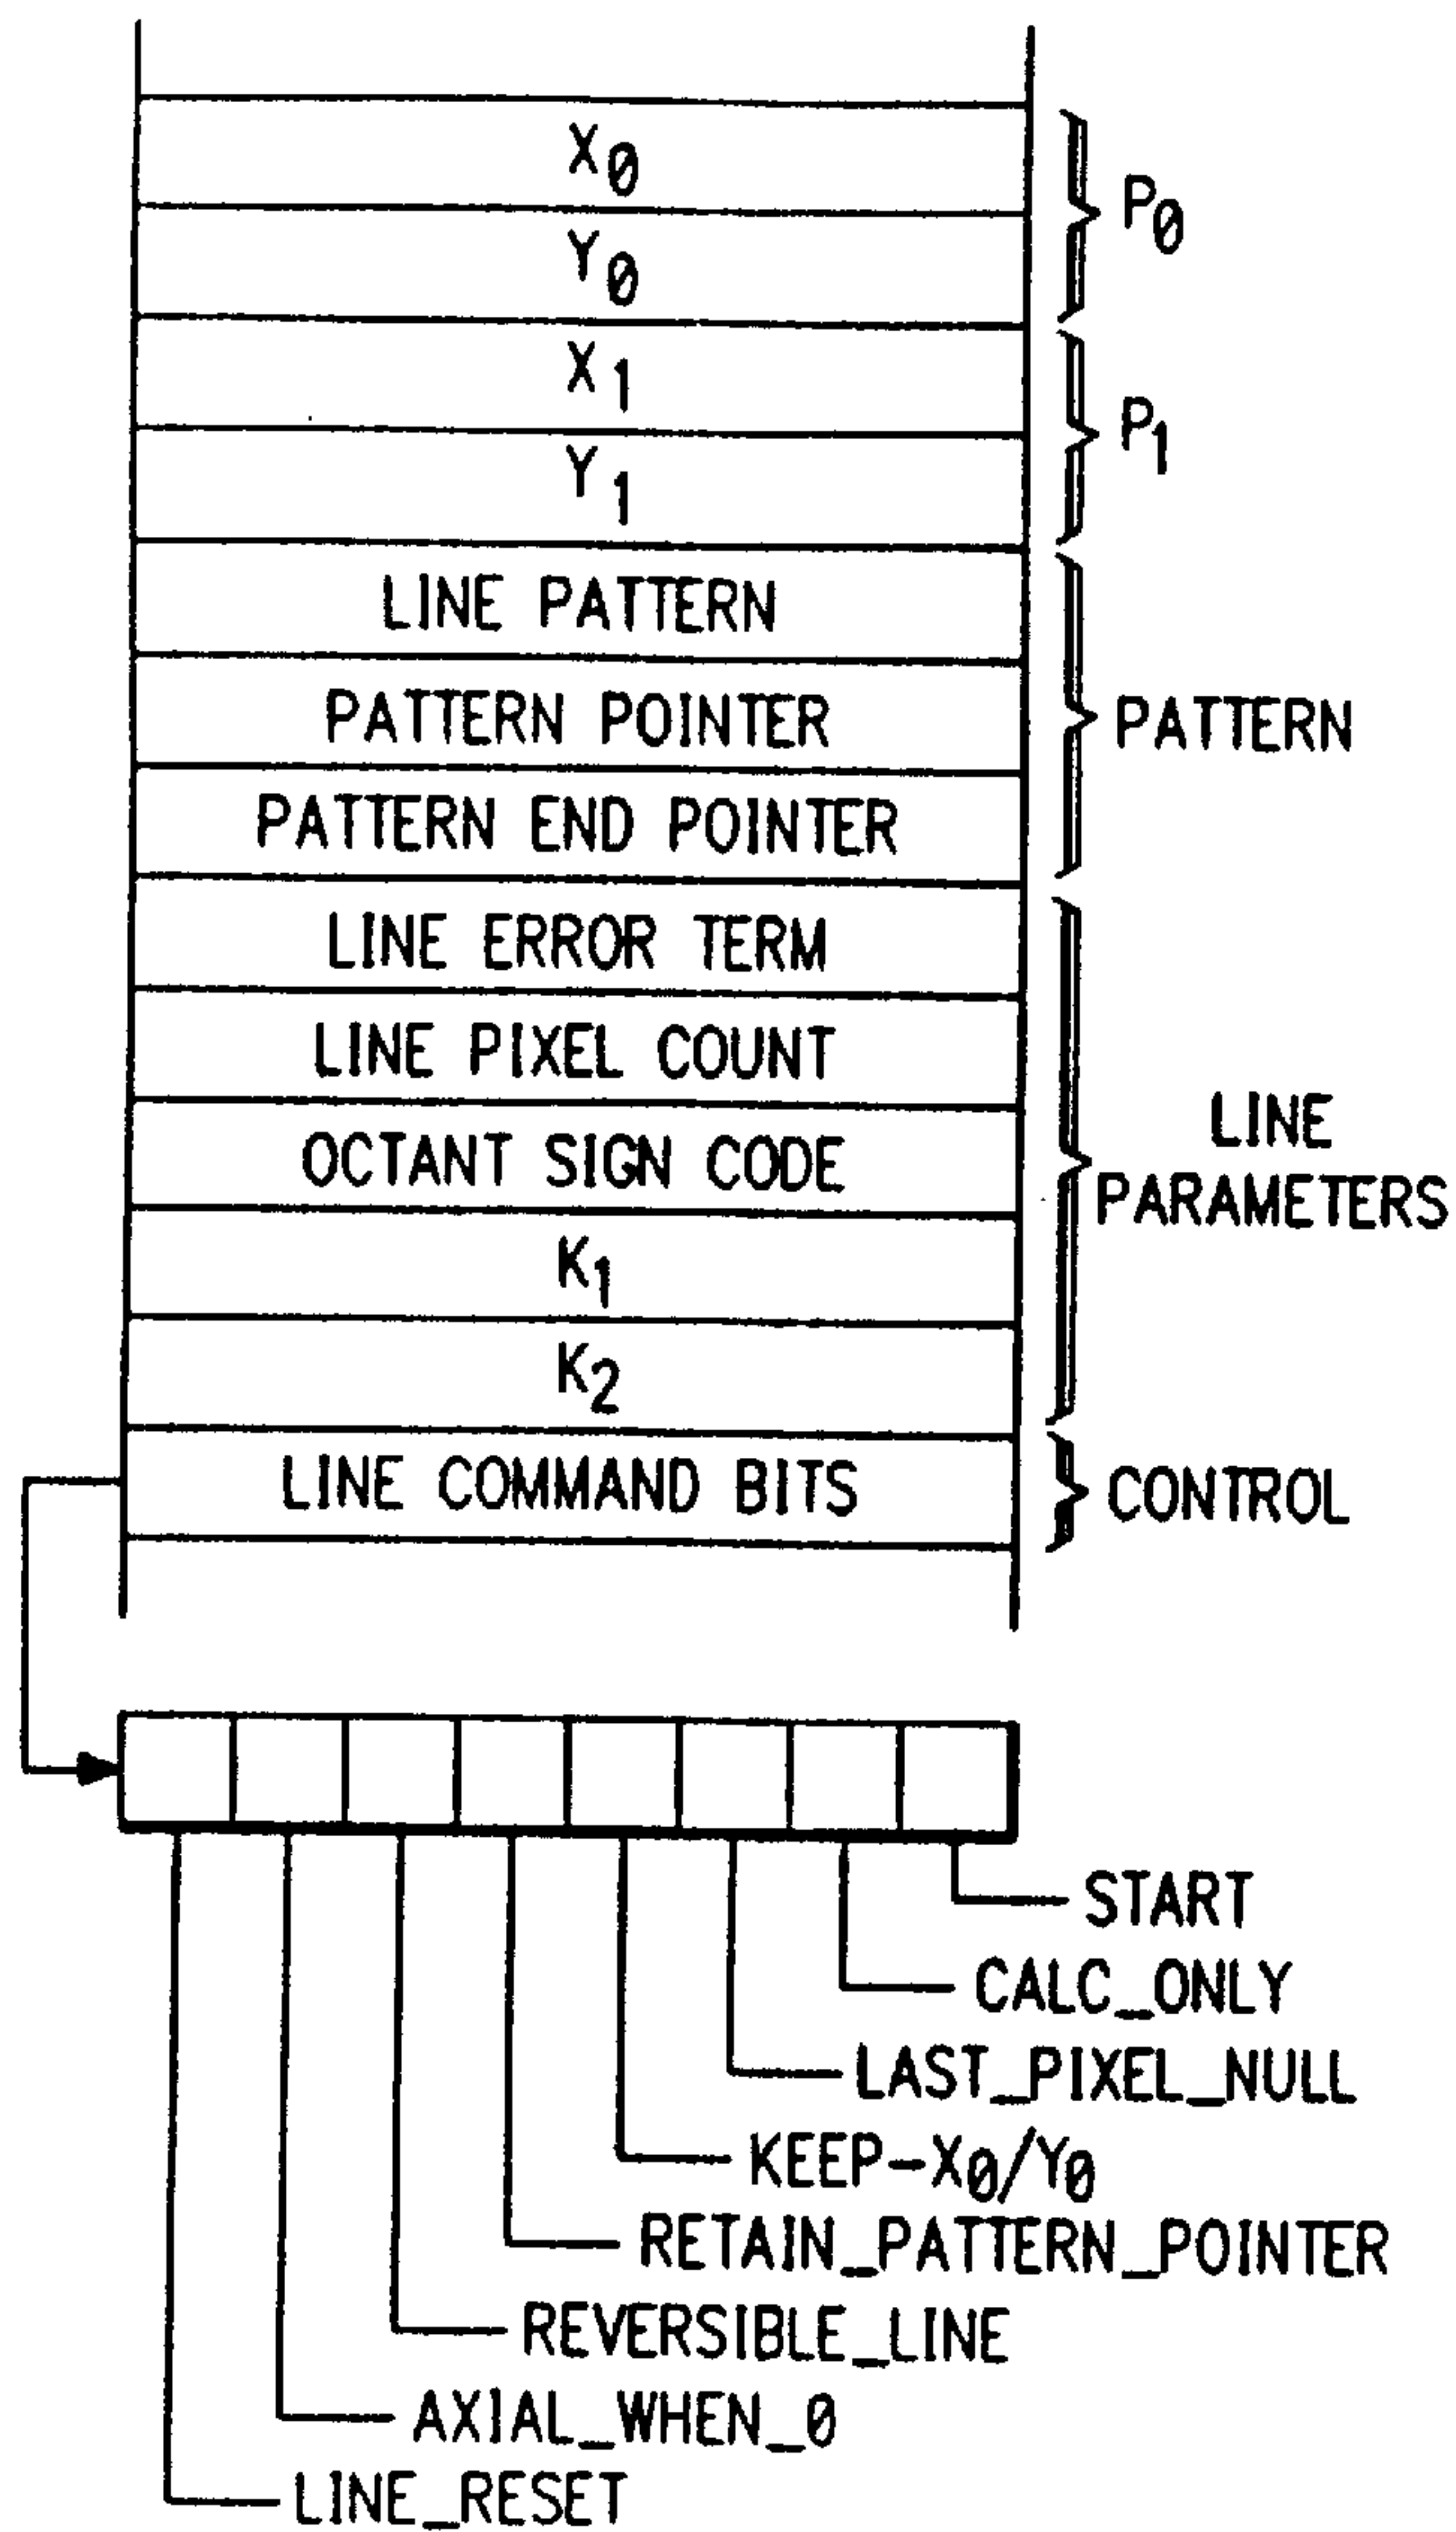 X0
Y0
P0
X1
Y1
P1
LINE PATTERN
PATTERN POINTER
PATTERN END POINTER
PATTERN
LINE ERROR TERM
LINE PIXEL COUNT
OCTANT SIGN CODE
K1
K2
LINE
PARAMETERS
LINE COMMAND BITS
CONTROL
START
CALC_ONLY
LAST_PIXEL_NULL
KEEP-X0/Y0
RETAIN_PATTERN_POINTER
REVERSIBLE_LINE
AXIAL_WHEN_0
LINE_RESET